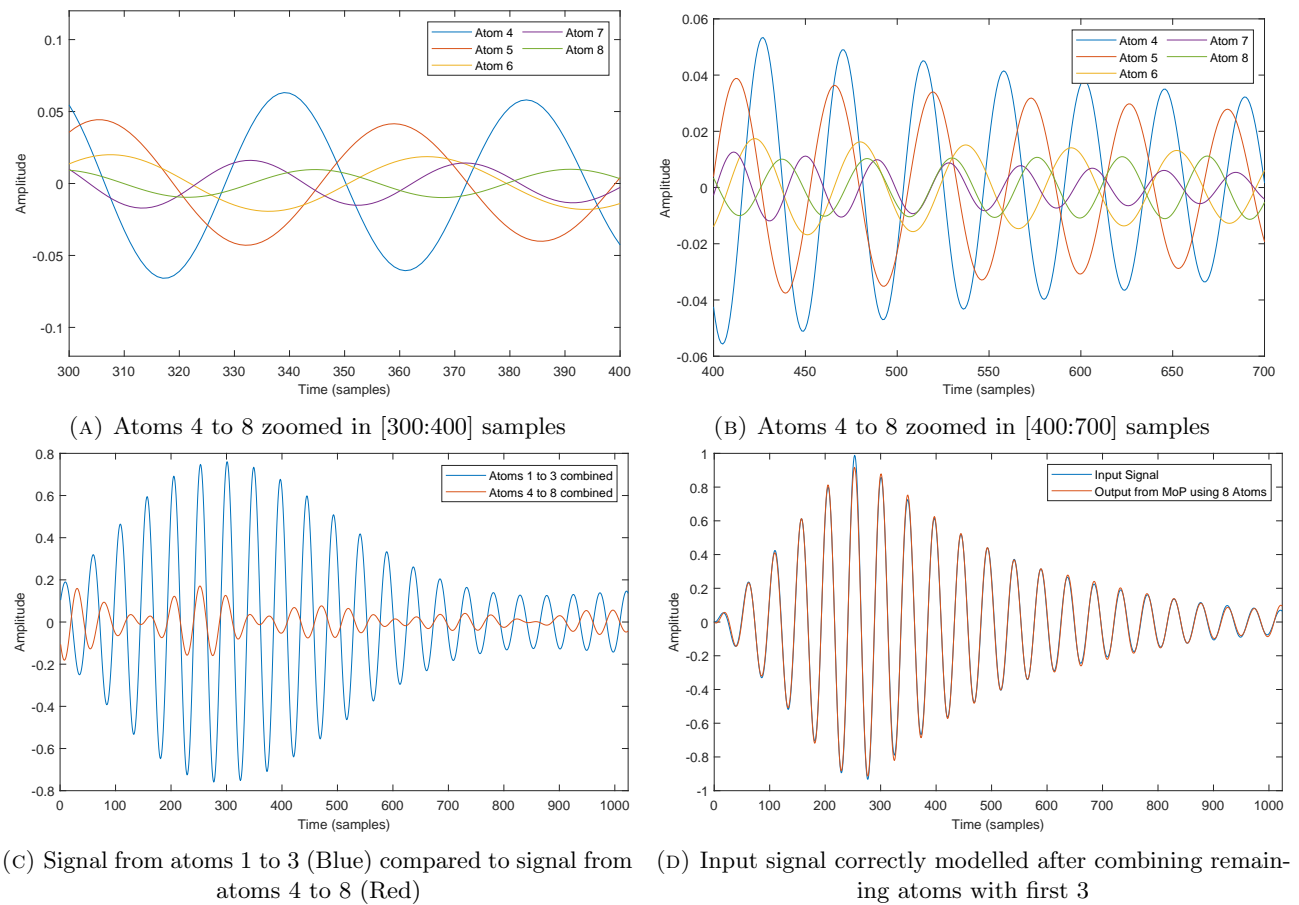 0.1
0.05
0
-0.05
-0.1
Amplitude
Atom 4
Atom 5
Atom 6
Atom 7
Atom 8
300 310 320 330 340 350 360 370 380 390 400
Time (samples)
(A) Atoms 4 to 8 zoomed in [300:400] samples
0.06
0.04
0.02
0
-0.02
-0.04
-0.06
Amplitude
Atom 4
Atom 5
Atom 6
Atom 7
Atom 8
400 450 500 550 600 650 700
Time (samples)
(B) Atoms 4 to 8 zoomed in [400:700] samples
0.8
0.6
0.4
0.2
0
-0.2
-0.4
-0.6
-0.8
Amplitude
Atoms 1 to 3 combined
Atoms 4 to 8 combined
0 100 200 300 400 500 600 700 800 900 1000
Time (samples)
(C) Signal from atoms 1 to 3 (Blue) compared to signal from
atoms 4 to 8 (Red)
1
0.8
0.6
0.4
0.2
0
-0.2
-0.4
-0.6
-0.8
-1
Amplitude
Input Signal
Output from MoP using 8 Atoms
0 100 200 300 400 500 600 700 800 900 1000
Time (samples)
(D) Input signal correctly modelled after combining remain-
ing atoms with first 3